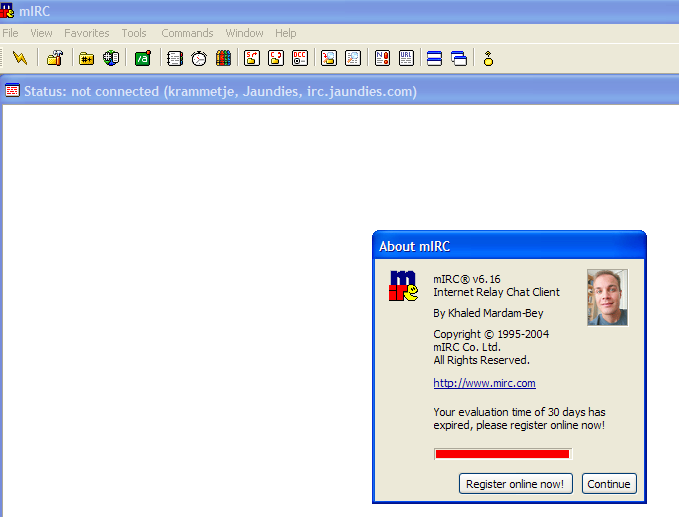 mIRC
File View Favorites Tools Commands Window Help
Status: not connected (krammetje, Jaundies, irc.jaundies.com)
About mIRC
mIRC® v6.16
Internet Relay Chat Client
By Khaled Mardam-Bey
Copyright © 1995-2004
mIRC Co. Ltd.
All Rights Reserved.
http://www.mirc.com
Your evaluation time of 30 days has
expired, please register online now!
Register online now! Continue